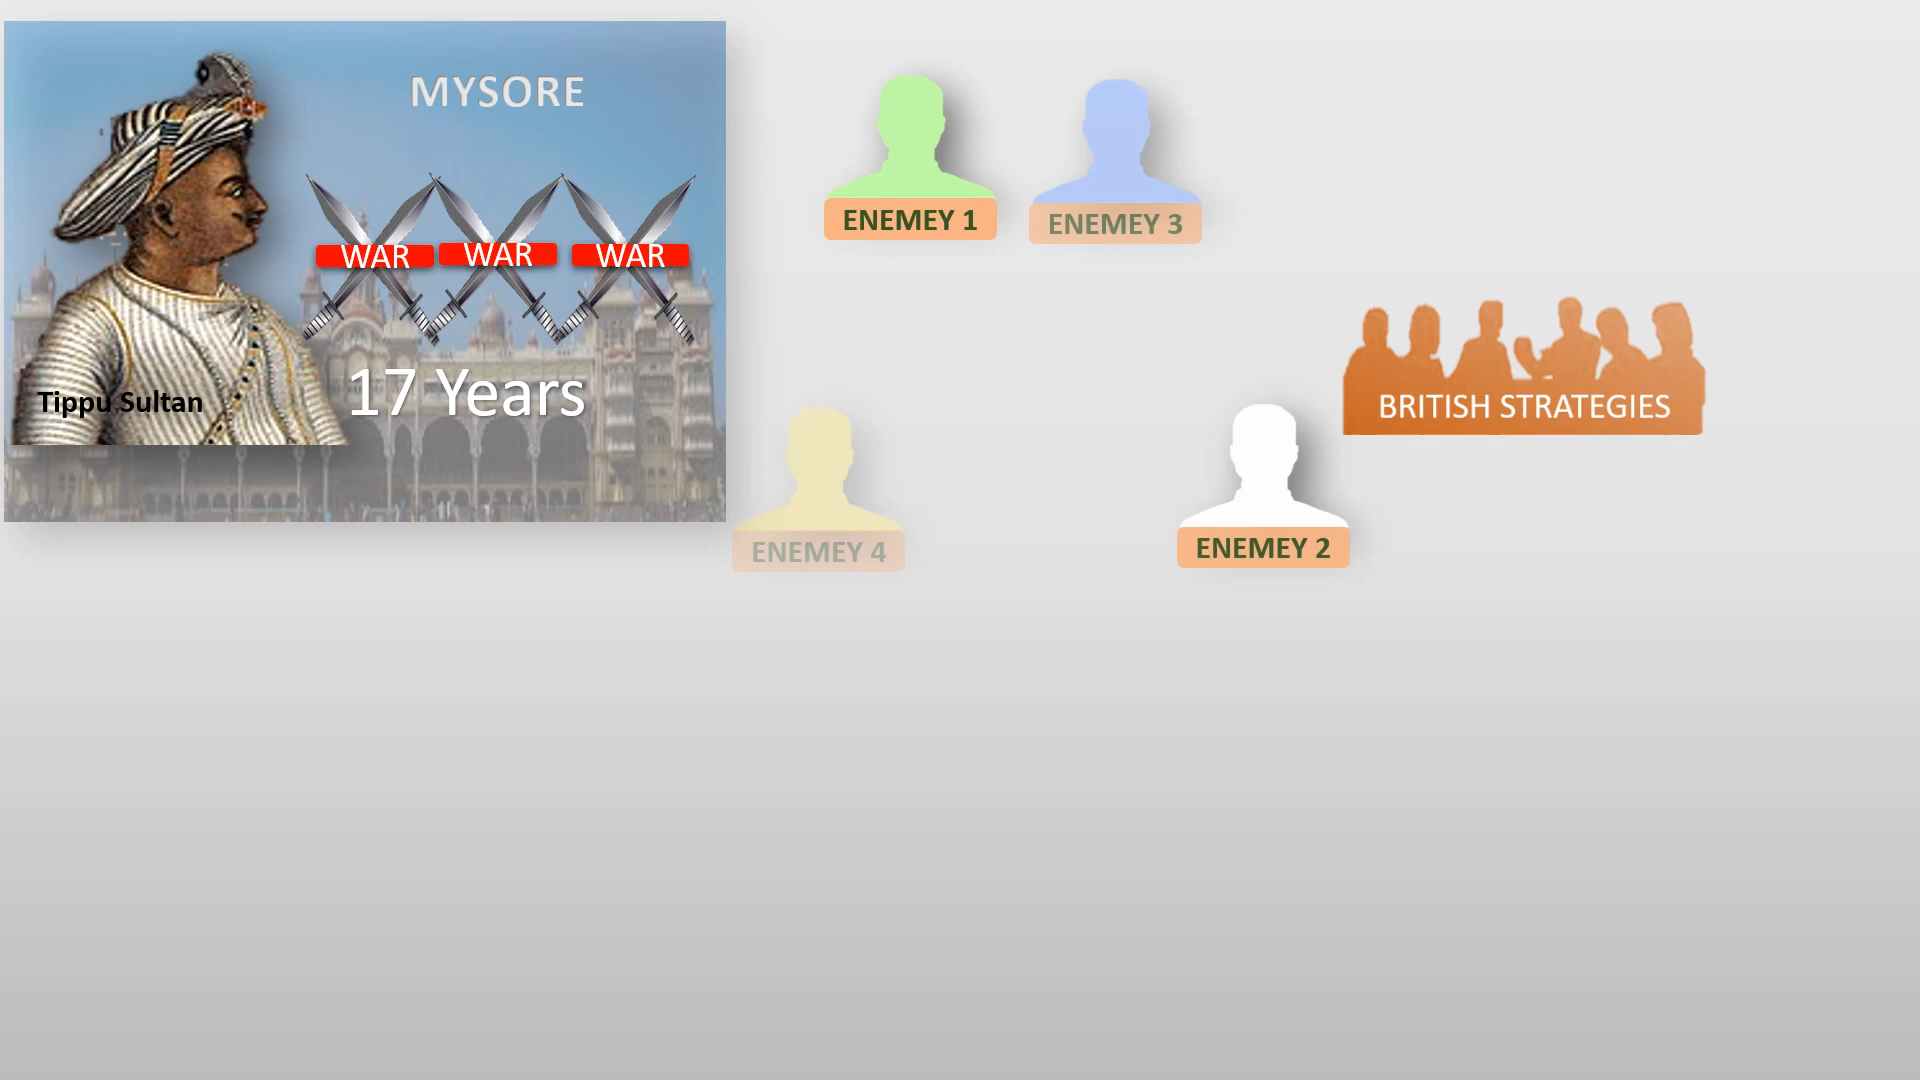 MYSORE
WAR WAR WAR
17 Years
Tippu Sultan
ENEMEY 1
ENEMEY 3
BRITISH STRATEGIES
ENEMEY 4
ENEMEY 2